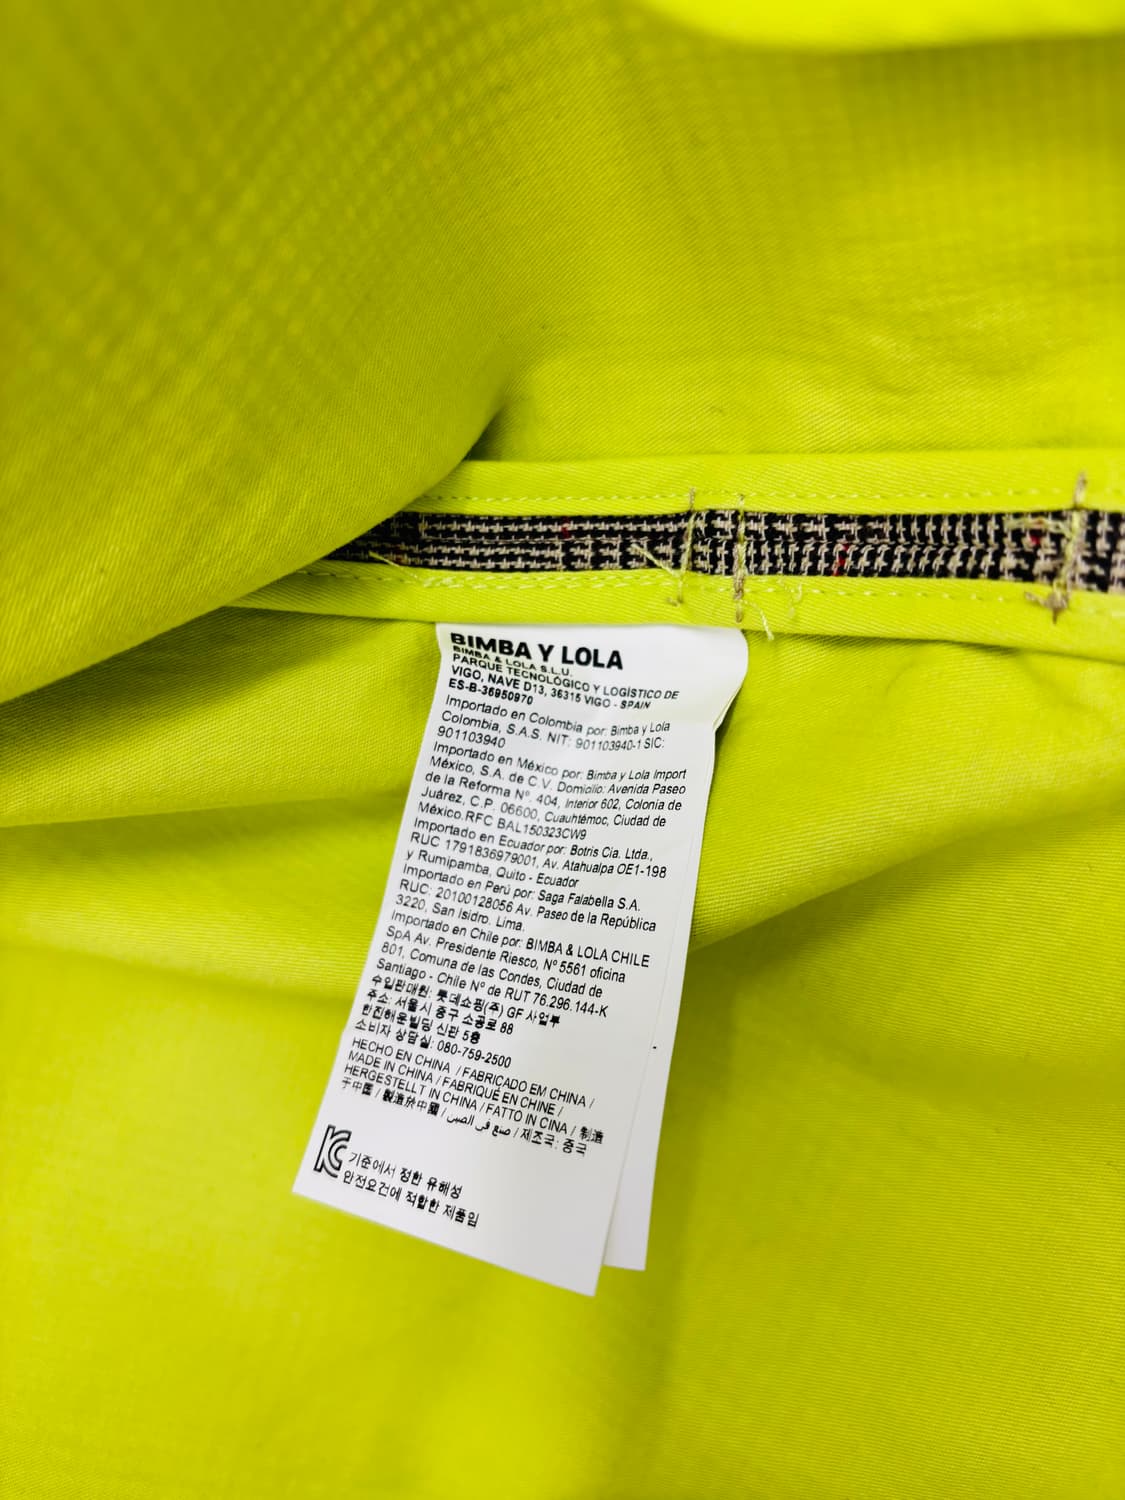 BIMBA Y LOLA
BIMBA & LOLA S.L.U.
PARQUE TECNOLÓGICO Y LOGÍSTICO DE
VIGO, NAVE D13, 36315 VIGO - SPAIN
ES-B-36950970
Importado en Colombia por: Bimba y Lola
Colombia, S.A.S. NIT: 901103940-1 SIC:
901103940
Importado en México por: Bimba y Lola Import
México, S.A. de C.V. Domicilio: Avenida Paseo
de la Reforma Nº. 404, Interior 602, Colonia de
Juárez, C.P. 06600, Cuauhtémoc, Ciudad de
México.RFC BAL150323CW9
Importado en Ecuador por: Botris Cia. Ltda.,
RUC 1791836979001, Av. Atahualpa OE1-198
y Rumipamba, Quito - Ecuador
Importado en Perú por: Saga Falabella S.A.
RUC: 20100128056 Av. Paseo de la República
3220, San Isidro. Lima.
Importado en Chile por: BIMBA & LOLA CHILE
SpA Av. Presidente Riesco, Nº 5561 oficina
801, Comuna de las Condes, Ciudad de
Santiago - Chile Nº de RUT 76.296.144-K
수입판매원: 롯데쇼핑(주) GF 사업부
주소: 서울시 중구 소공로 88
한진해운빌딩 신관 5층
소비자 상담실: 080-759-2500
HECHO EN CHINA / FABRICADO EM CHINA /
MADE IN CHINA / FABRIQUÉ EN CHINE /
HERGESTELLT IN CHINA / FATTO IN CINA / 制造
于中国 / 製造於中國 / صنع في الصين / 제조국: 중국
KC 기준에서 정한 유해성
안전요건에 적합한 제품임